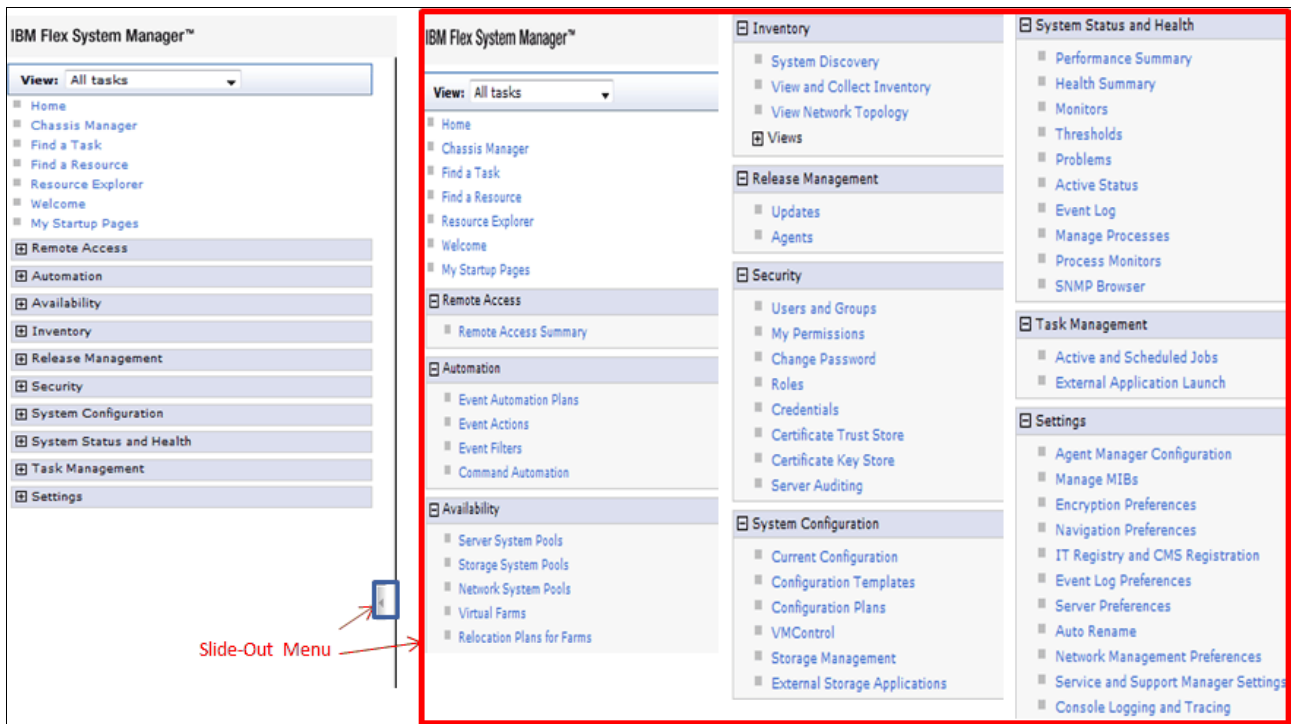 IBM Flex System Manager™
View: All tasks
Home
Chassis Manager
Find a Task
Find a Resource
Resource Explorer
Welcome
My Startup Pages
Remote Access
Automation
Availability
Inventory
Release Management
Security
System Configuration
System Status and Health
Task Management
Settings
Slide-Out Menu
IBM Flex System Manager™
View: All tasks
Home
Chassis Manager
Find a Task
Find a Resource
Resource Explorer
Welcome
My Startup Pages
Remote Access
Remote Access Summary
Automation
Event Automation Plans
Event Actions
Event Filters
Command Automation
Availability
Server System Pools
Storage System Pools
Network System Pools
Virtual Farms
Relocation Plans for Farms
Inventory
System Discovery
View and Collect Inventory
View Network Topology
Views
Release Management
Updates
Agents
Security
Users and Groups
My Permissions
Change Password
Roles
Credentials
Certificate Trust Store
Certificate Key Store
Server Auditing
System Configuration
Current Configuration
Configuration Templates
Configuration Plans
VMControl
Storage Management
External Storage Applications
System Status and Health
Performance Summary
Health Summary
Monitors
Thresholds
Problems
Active Status
Event Log
Manage Processes
Process Monitors
SNMP Browser
Task Management
Active and Scheduled Jobs
External Application Launch
Settings
Agent Manager Configuration
Manage MIBs
Encryption Preferences
Navigation Preferences
IT Registry and CMS Registration
Event Log Preferences
Server Preferences
Auto Rename
Network Management Preferences
Service and Support Manager Settings
Console Logging and Tracing